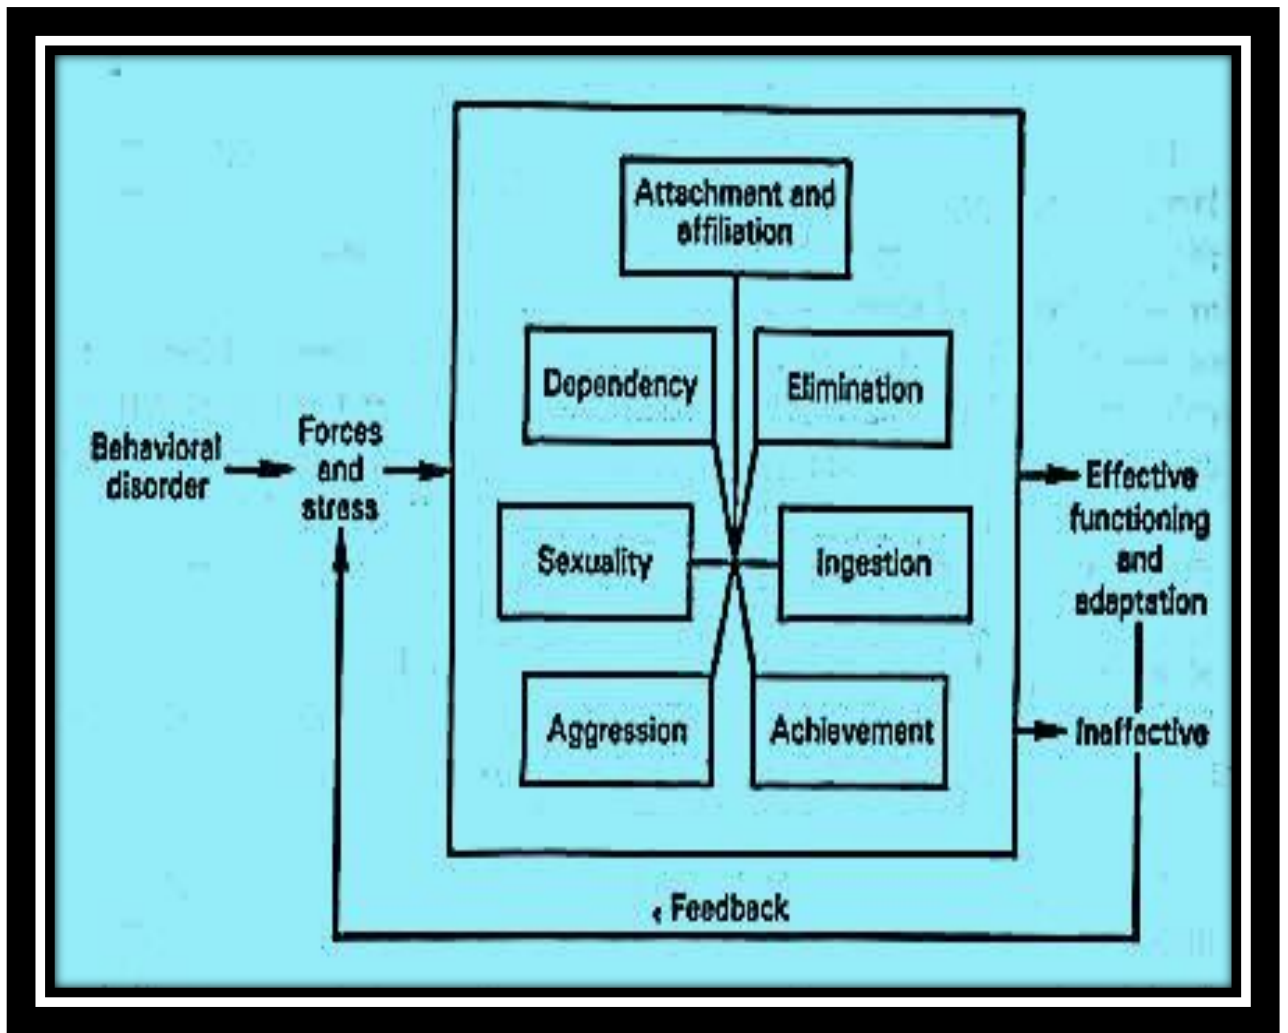 Attachment and
affiliation
Dependency
Elimination
Behavioral
disorder
Forces
and
stress
Effective
functioning
and
adaptation
Sexuality
Ingestion
Aggression
Achievement
Ineffective
Feedback